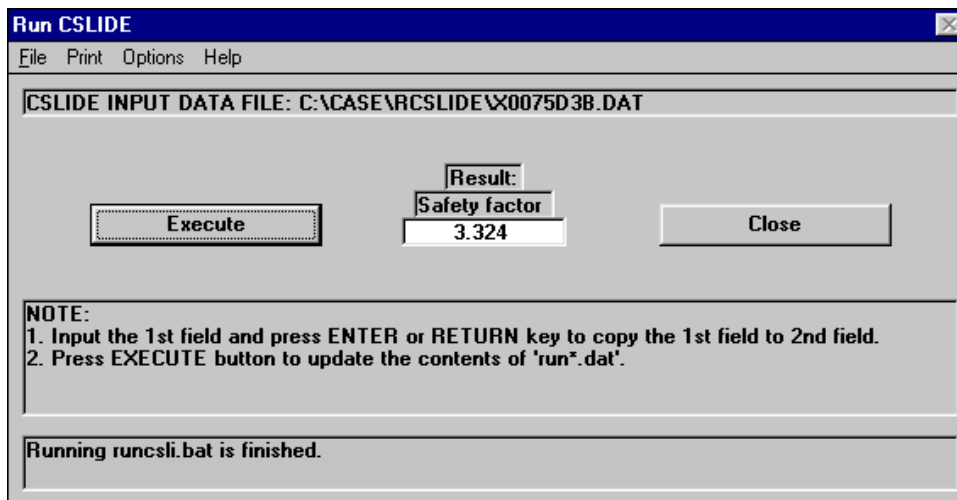 Run CSLIDE
File Print Options Help
CSLIDE INPUT DATA FILE: C:\CASE\RCSLIDE\X0075D3B.DAT
Result:
Safety factor
Execute
3.324
Close
NOTE:
1. Input the 1st field and press ENTER or RETURN key to copy the 1st field to 2nd field.
2. Press EXECUTE button to update the contents of 'run*.dat'.
Running runcsli.bat is finished.